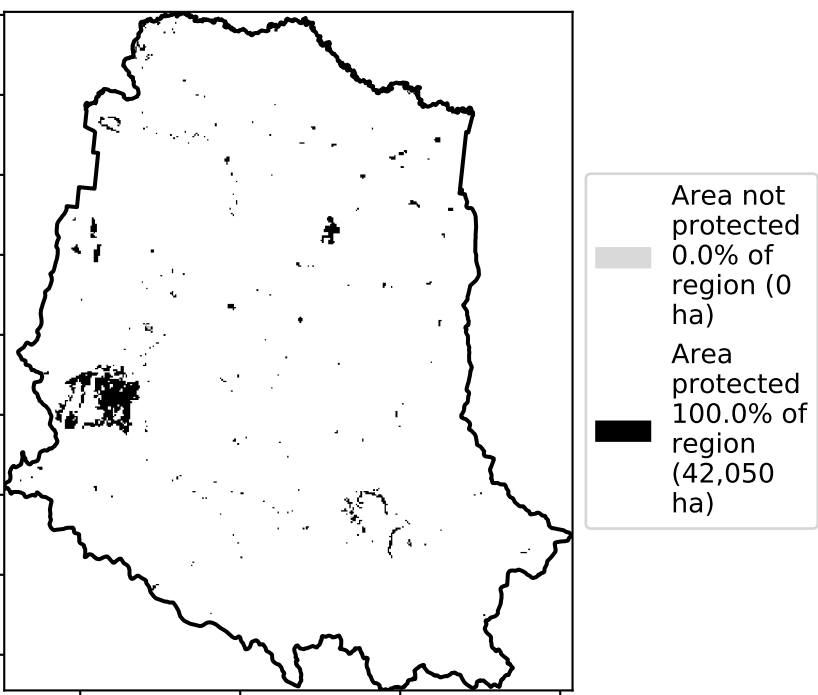 Area not
protected
0.0% of
region (0
ha)
Area
protected
100.0% of
region
(42,050
ha)